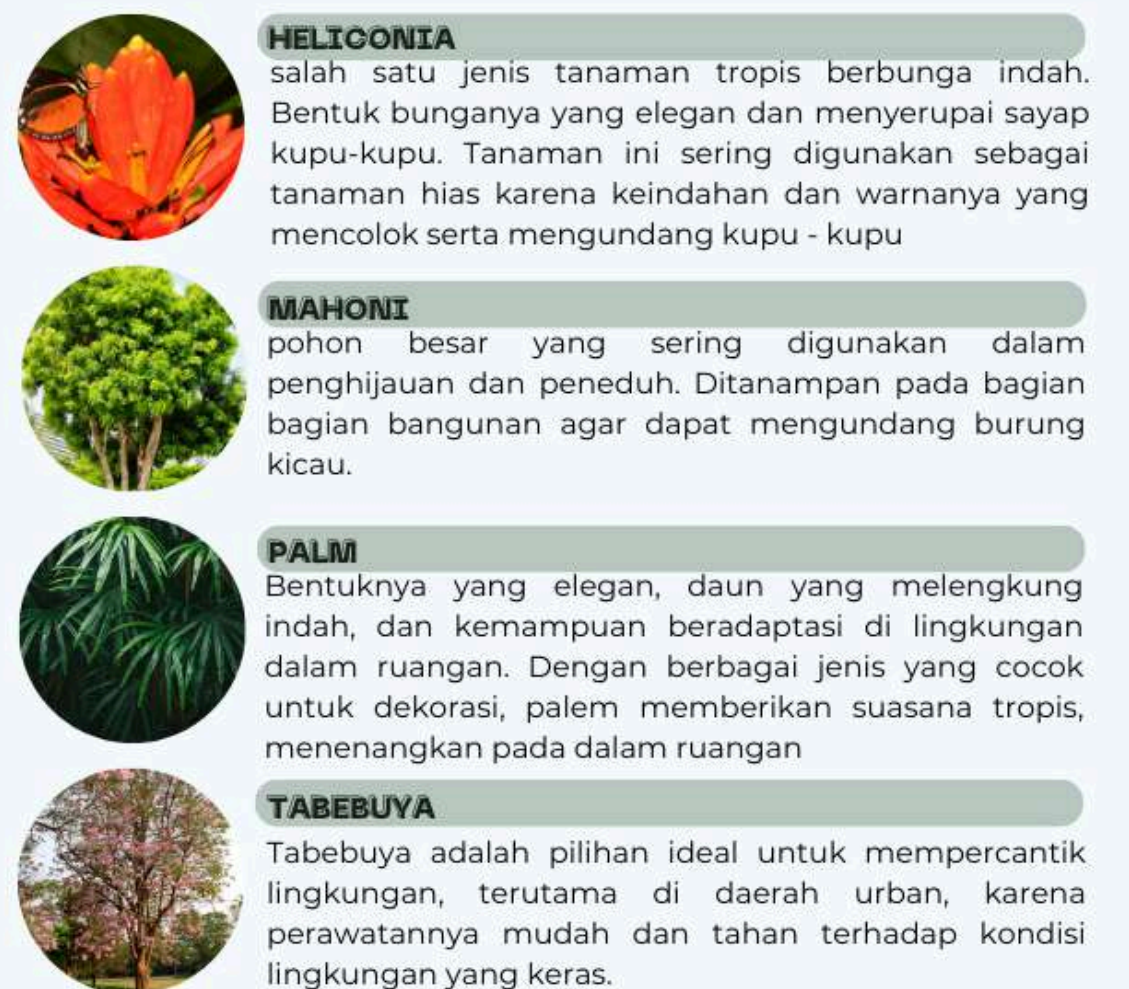 HELICONIA
salah satu jenis tanaman tropis berbunga indah.
Bentuk bunganya yang elegan dan menyerupai sayap
kupu-kupu. Tanaman ini sering digunakan sebagai
tanaman hias karena keindahan dan warnanya yang
mencolok serta mengundang kupu - kupu
MAHONI
pohon besar yang sering digunakan dalam
penghijauan dan peneduh. Ditanampan pada bagian
bagian bangunan agar dapat mengundang burung
kicau.
PALM
Bentuknya yang elegan, daun yang melengkung
indah, dan kemampuan beradaptasi di lingkungan
dalam ruangan. Dengan berbagai jenis yang cocok
untuk dekorasi, palem memberikan suasana tropis,
menenangkan pada dalam ruangan
TABEBUYA
Tabebuya adalah pilihan ideal untuk mempercantik
lingkungan, terutama di daerah urban, karena
perawatannya mudah dan tahan terhadap kondisi
lingkungan yang keras.